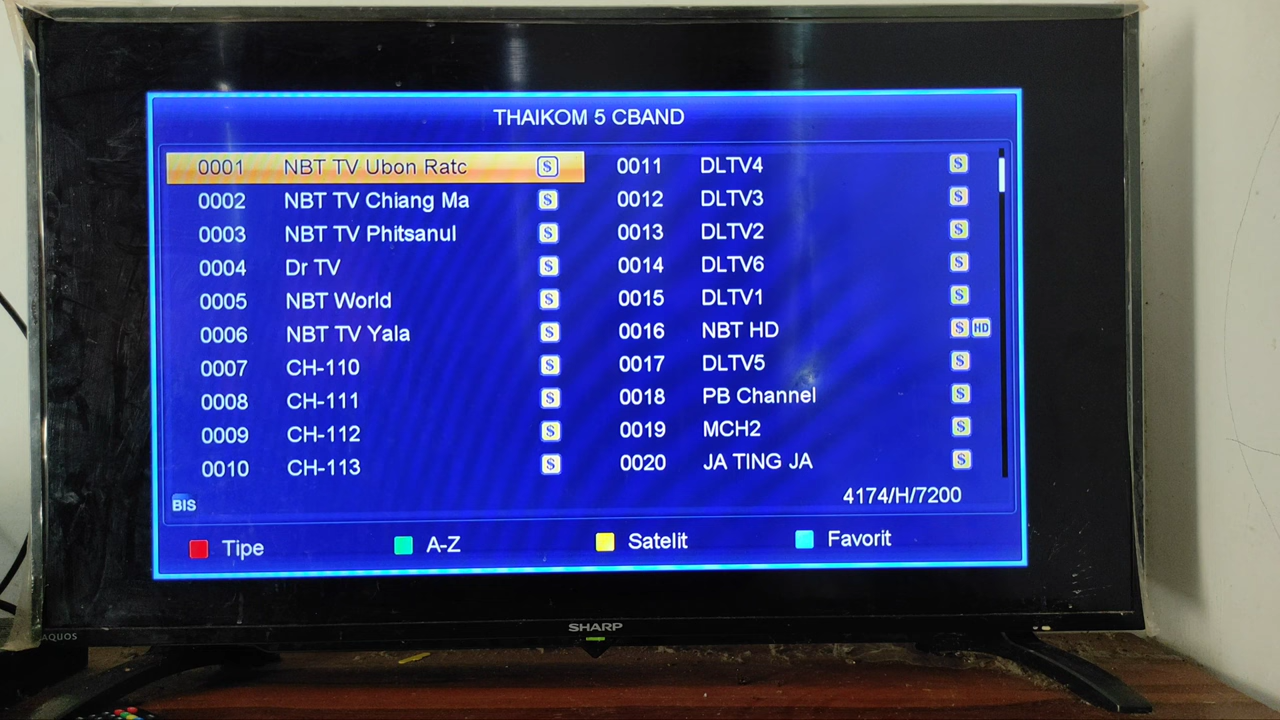 THAIKOM 5 CBAND
0001 NBT TV Ubon Ratc S
0002 NBT TV Chiang Ma S
0003 NBT TV Phitsanul S
0004 Dr TV S
0005 NBT World S
0006 NBT TV Yala S
0007 CH-110 S
0008 CH-111 S
0009 CH-112 S
0010 CH-113 S
0011 DLTV4 S
0012 DLTV3 S
0013 DLTV2 S
0014 DLTV6 S
0015 DLTV1 S
0016 NBT HD S HD
0017 DLTV5 S
0018 PB Channel S
0019 MCH2 S
0020 JA TING JA S
BIS
4174/H/7200
Tipe A-Z Satelit Favorit
SHARP
AQUOS